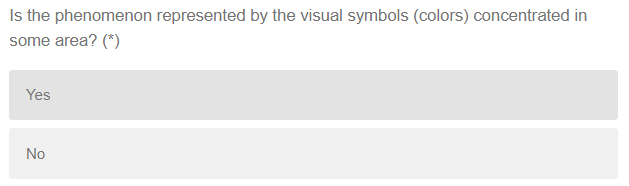 Is the phenomenon represented by the visual symbols (colors) concentrated in
some area? (*)
Yes
No